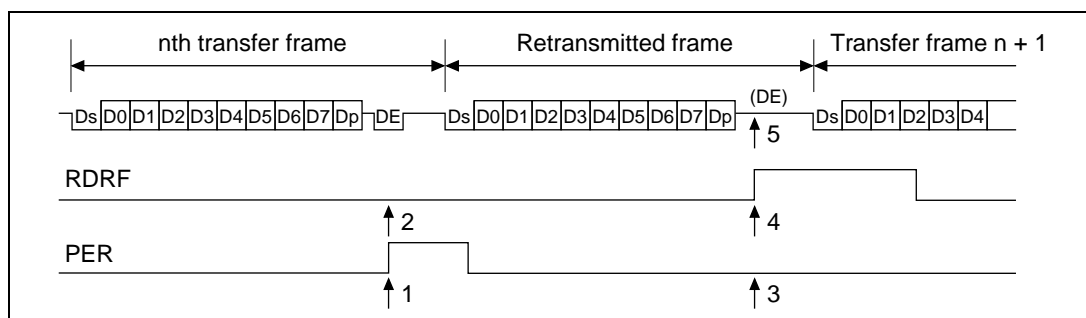 nth transfer frame Retransmitted frame Transfer frame n + 1
(DE)
Ds D0 D1 D2 D3 D4 D5 D6 D7 Dp DE Ds D0 D1 D2 D3 D4 D5 D6 D7 Dp Ds D0 D1 D2 D3 D4
5
RDRF
2 4
PER
1 3